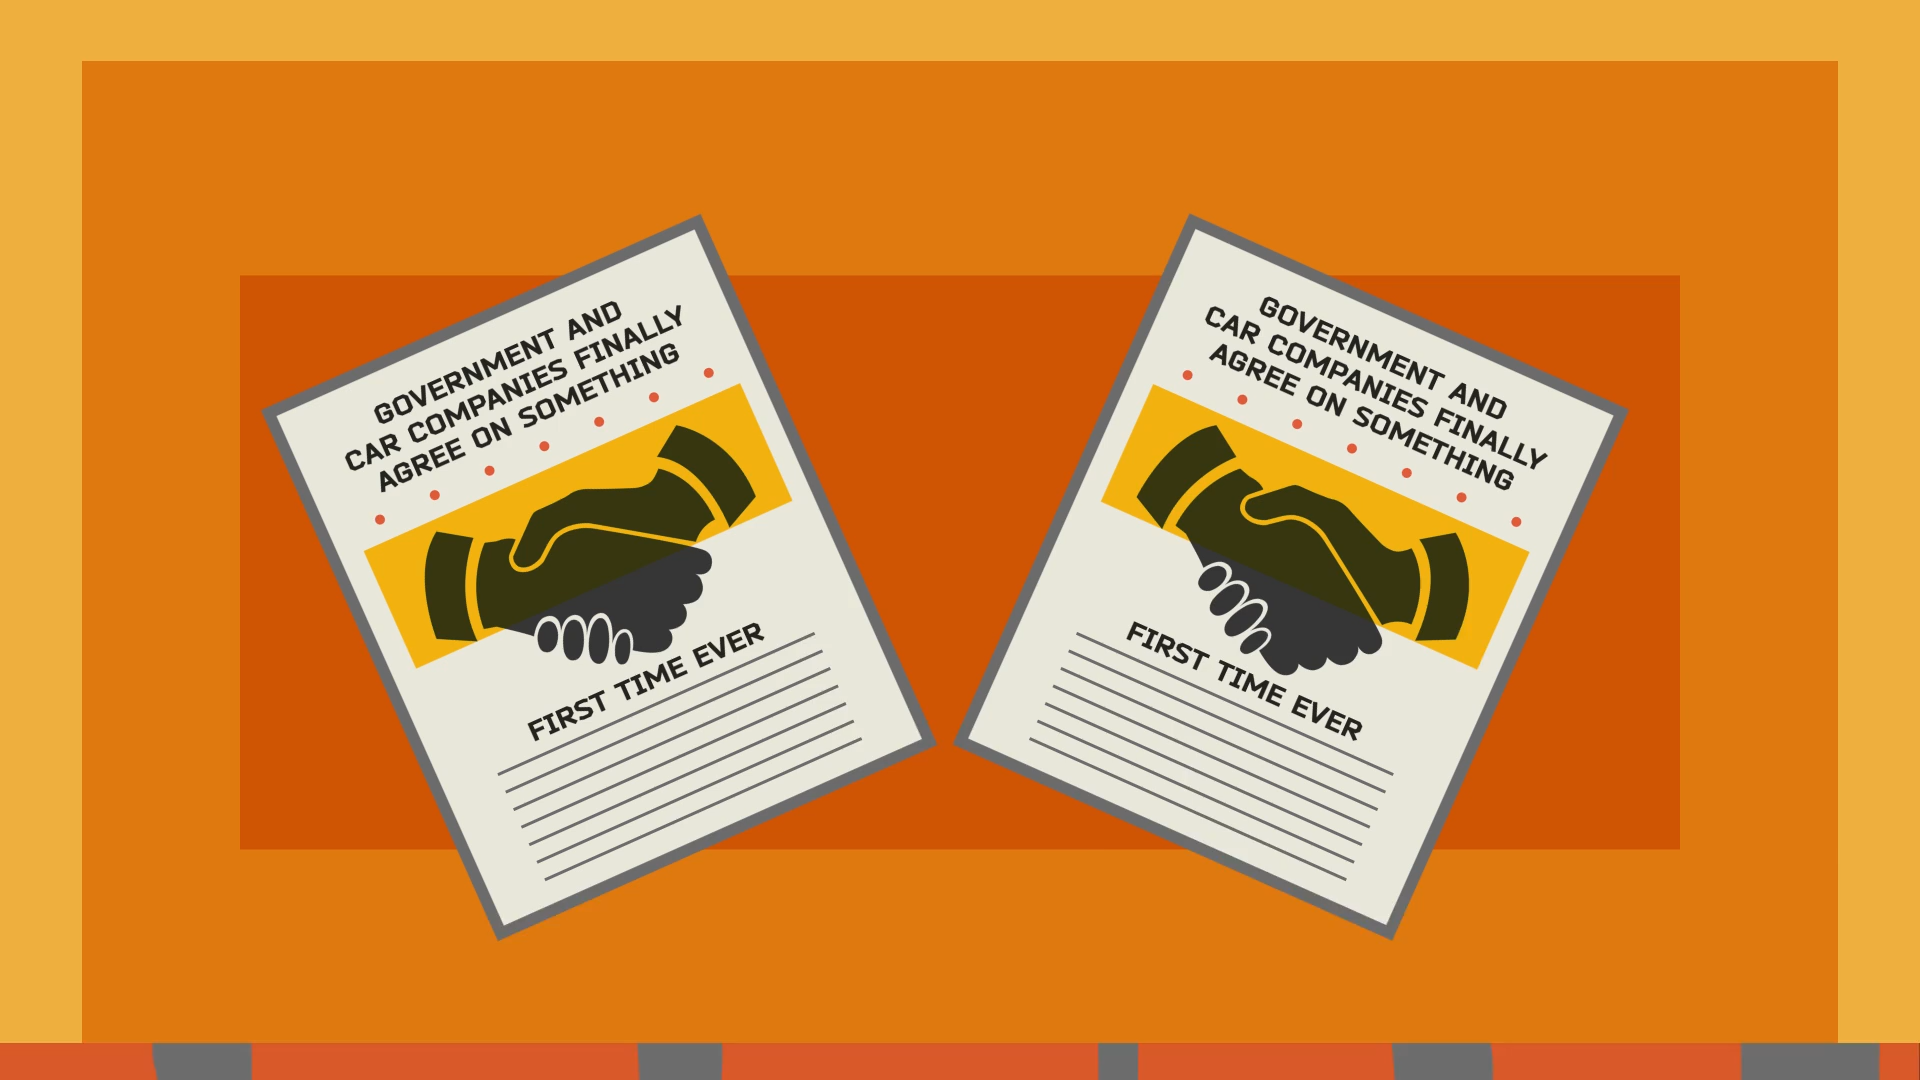 GOVERNMENT AND
CAR COMPANIES FINALLY
AGREE ON SOMETHING
FIRST TIME EVER
GOVERNMENT AND
CAR COMPANIES FINALLY
AGREE ON SOMETHING
FIRST TIME EVER